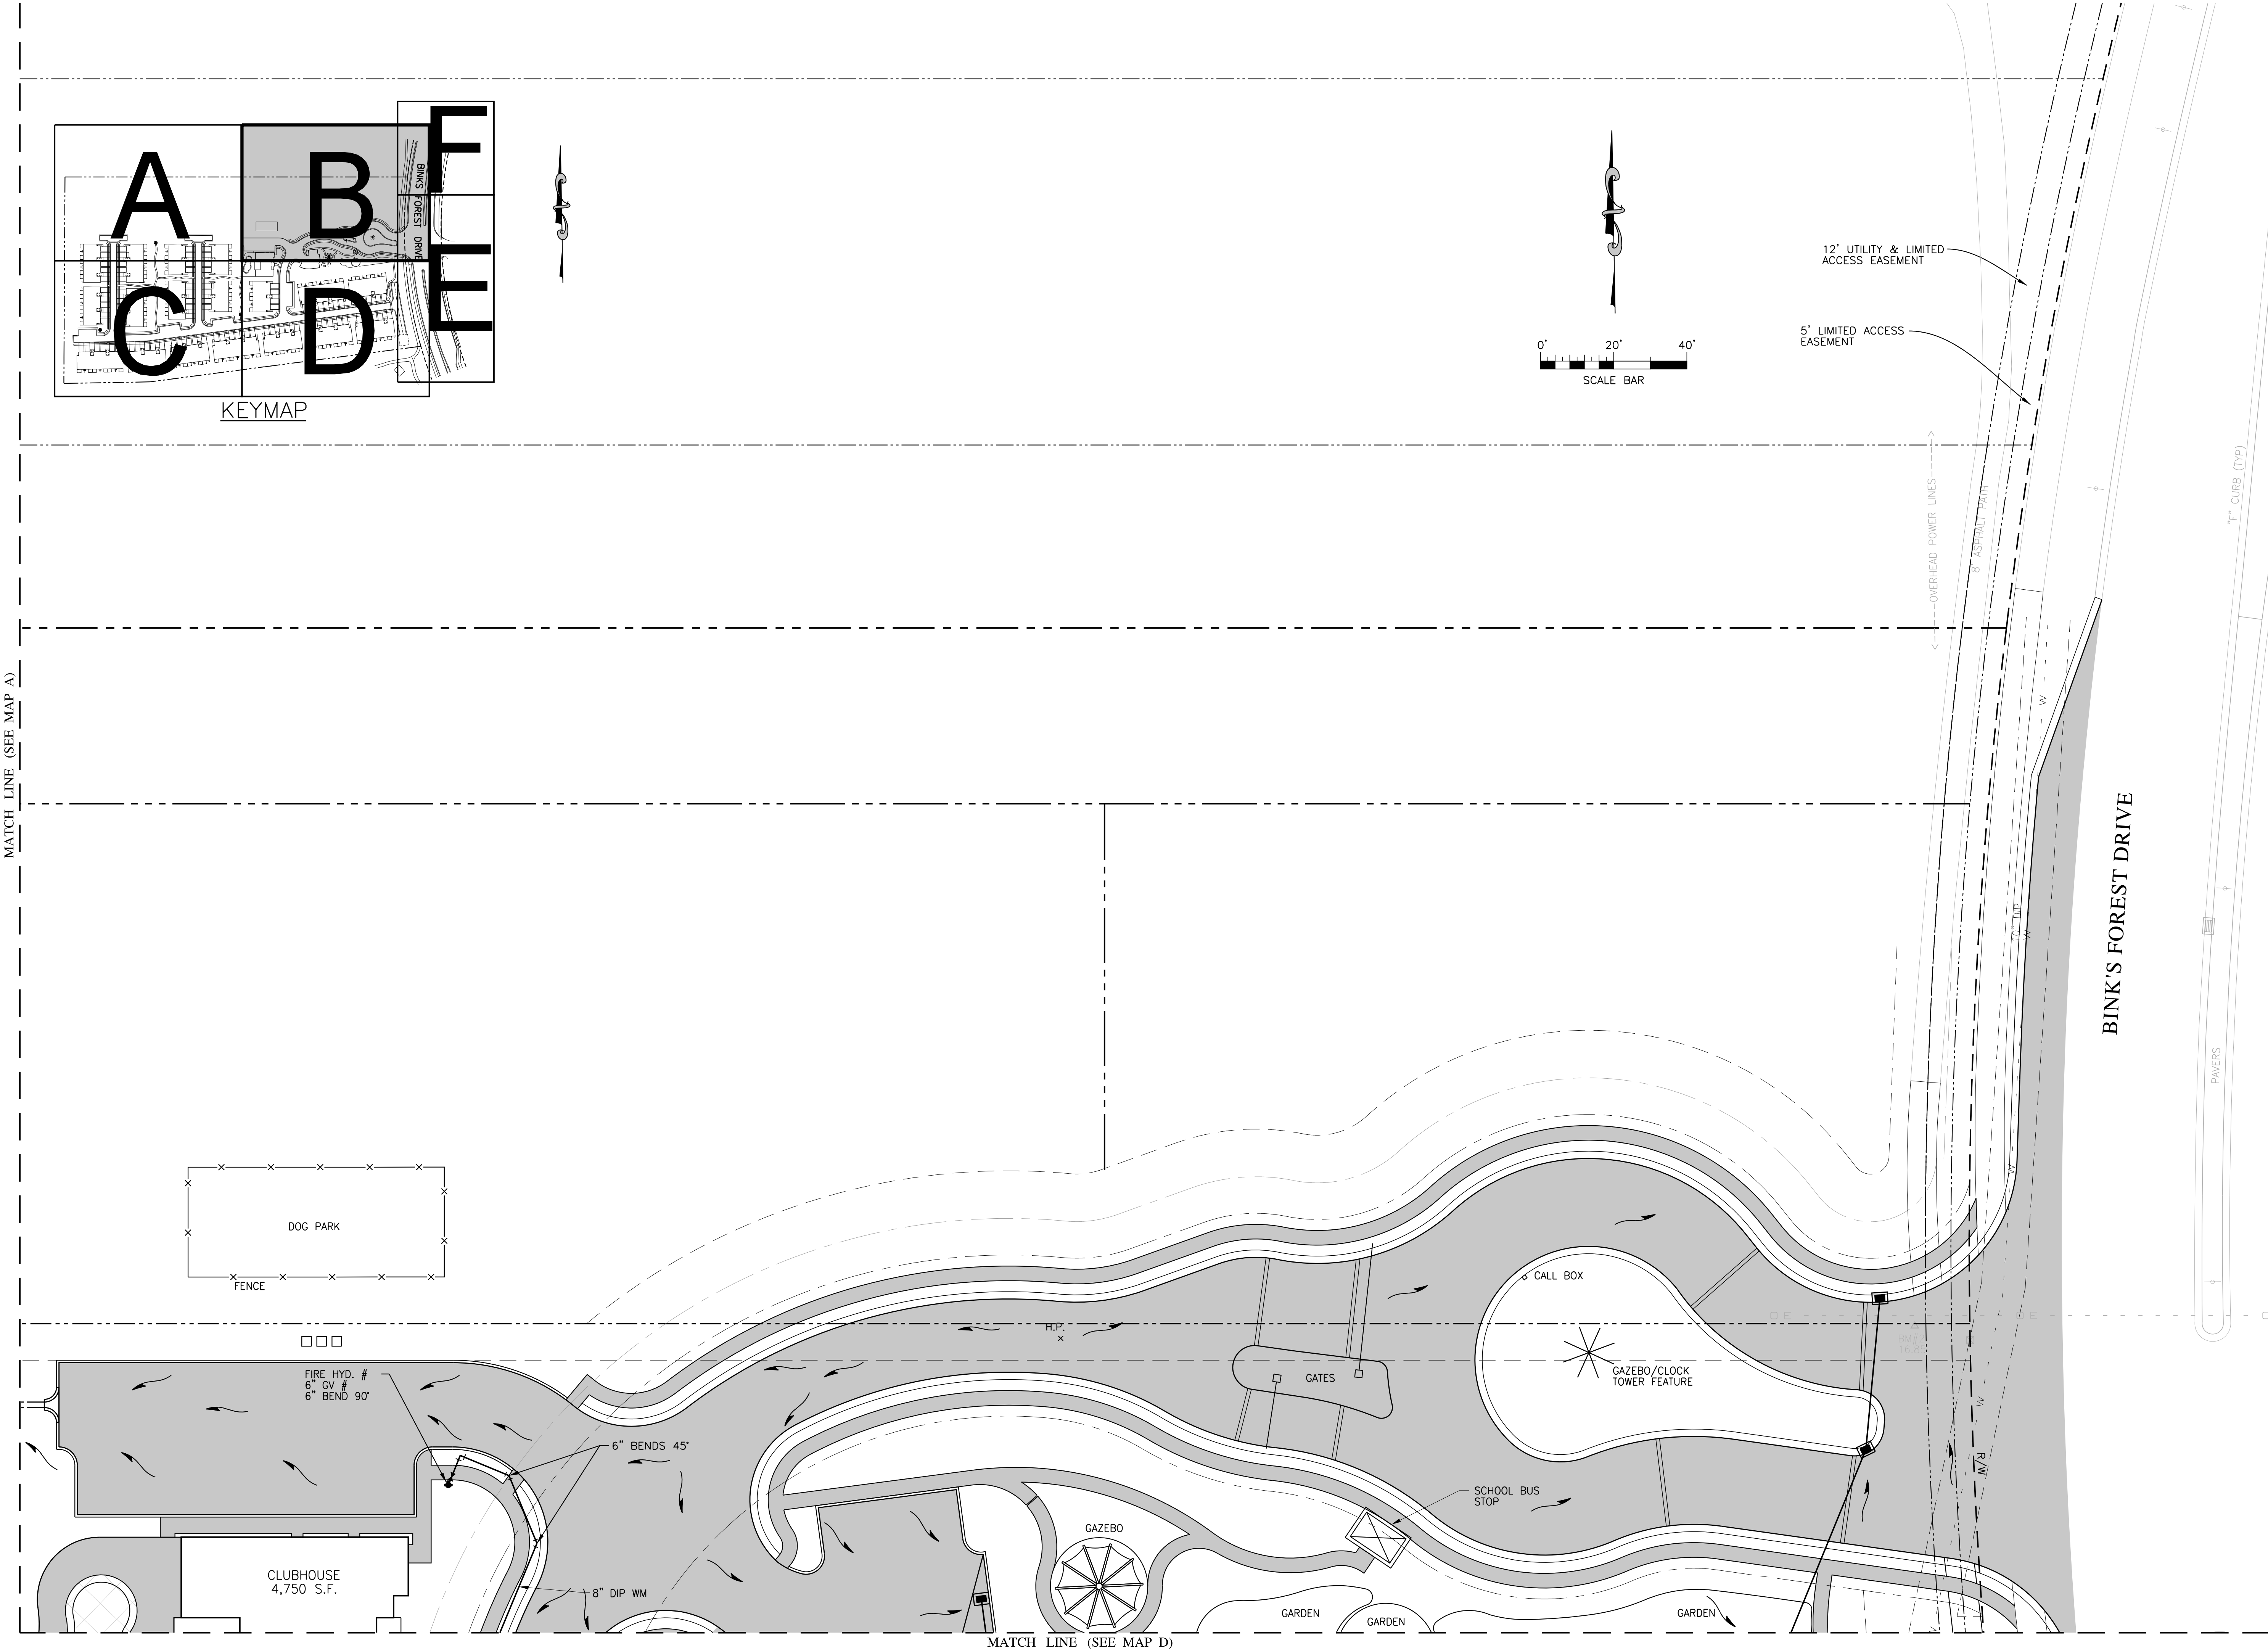 A
B
C
D
E
F
BINKS FOREST DRIVE
KEYMAP
0' 20' 40'
SCALE BAR
12' UTILITY & LIMITED
ACCESS EASEMENT
5' LIMITED ACCESS
EASEMENT
OVERHEAD POWER LINES
8' ASPHALT PATH
"F" CURB (TYP)
MATCH LINE (SEE MAP A)
W
10" DIP
W
BINK'S FOREST DRIVE
PAVERS
W
DOG PARK
FENCE
CALL BOX
H.P.
GATES
GAZEBO/CLOCK
TOWER FEATURE
FIRE HYD. #
6" GV #
6" BEND 90°
6" BENDS 45°
W
R/W
SCHOOL BUS
STOP
GAZEBO
CLUBHOUSE
4,750 S.F.
8" DIP WM
GARDEN
GARDEN
GARDEN
MATCH LINE (SEE MAP D)